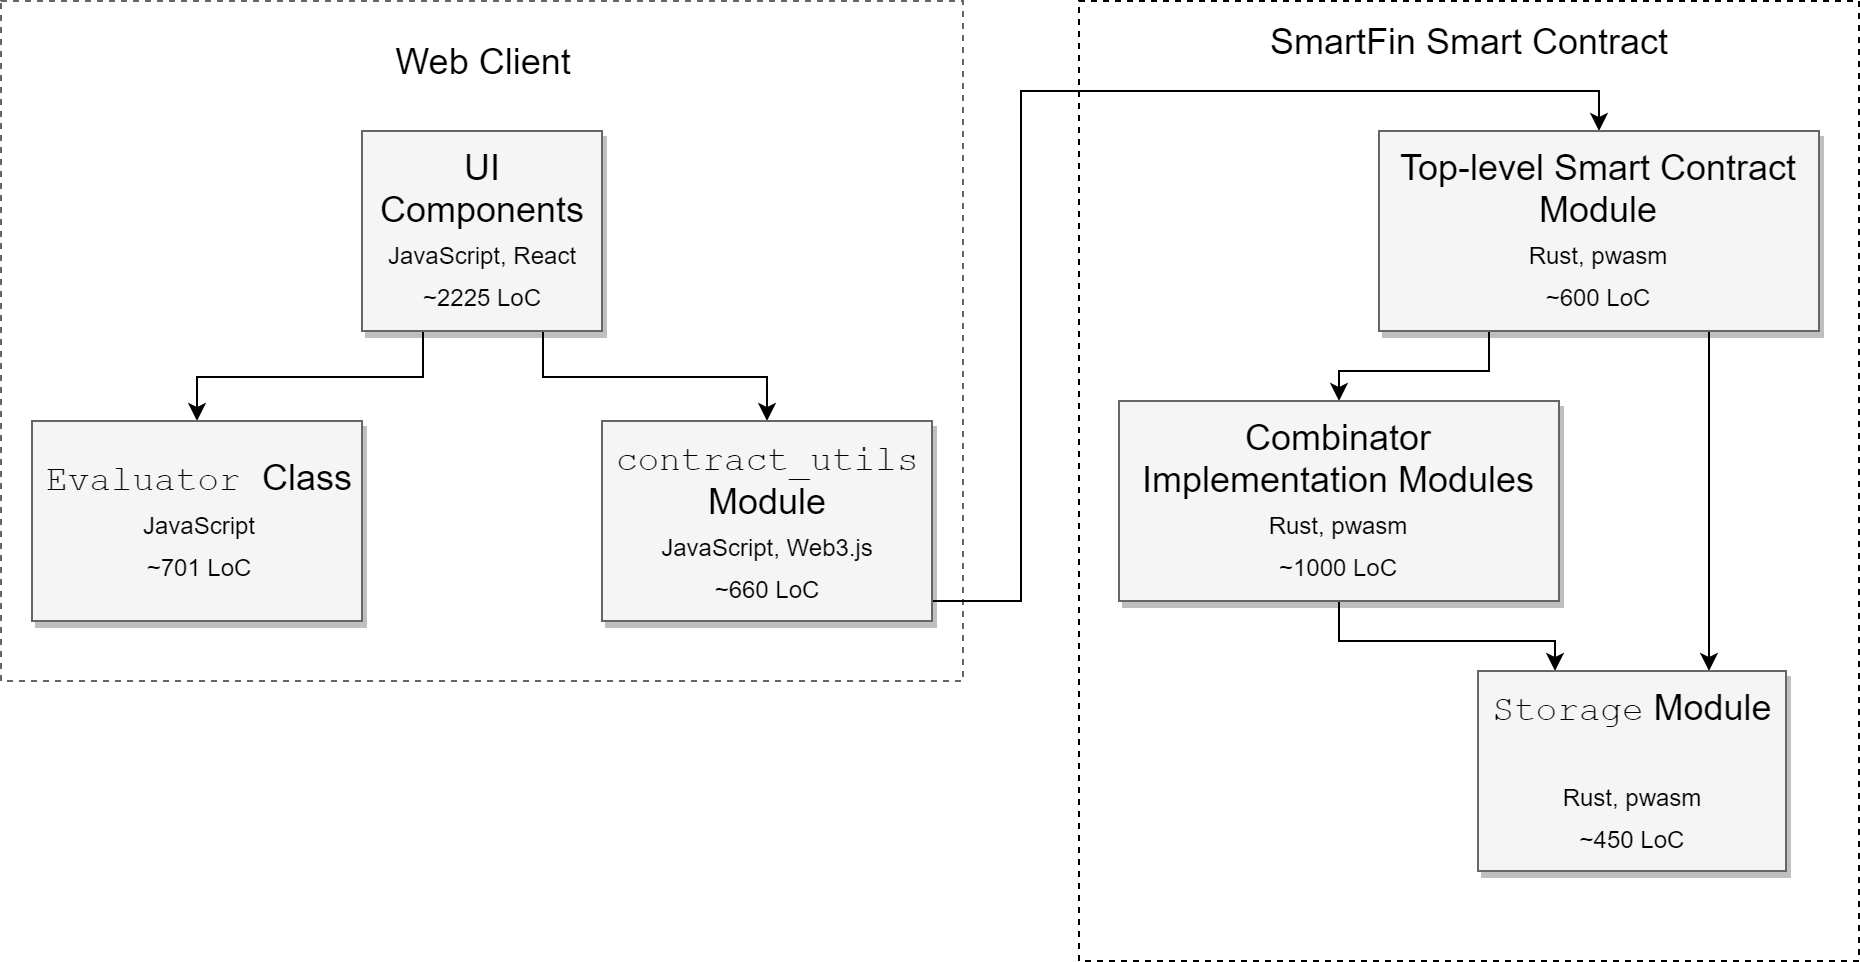 Web Client
UI
Components
JavaScript, React
~2225 LoC
Evaluator Class
JavaScript
~701 LoC
contract_utils
Module
JavaScript, Web3.js
~660 LoC
SmartFin Smart Contract
Top-level Smart Contract
Module
Rust, pwasm
~600 LoC
Combinator
Implementation Modules
Rust, pwasm
~1000 LoC
Storage Module
Rust, pwasm
~450 LoC